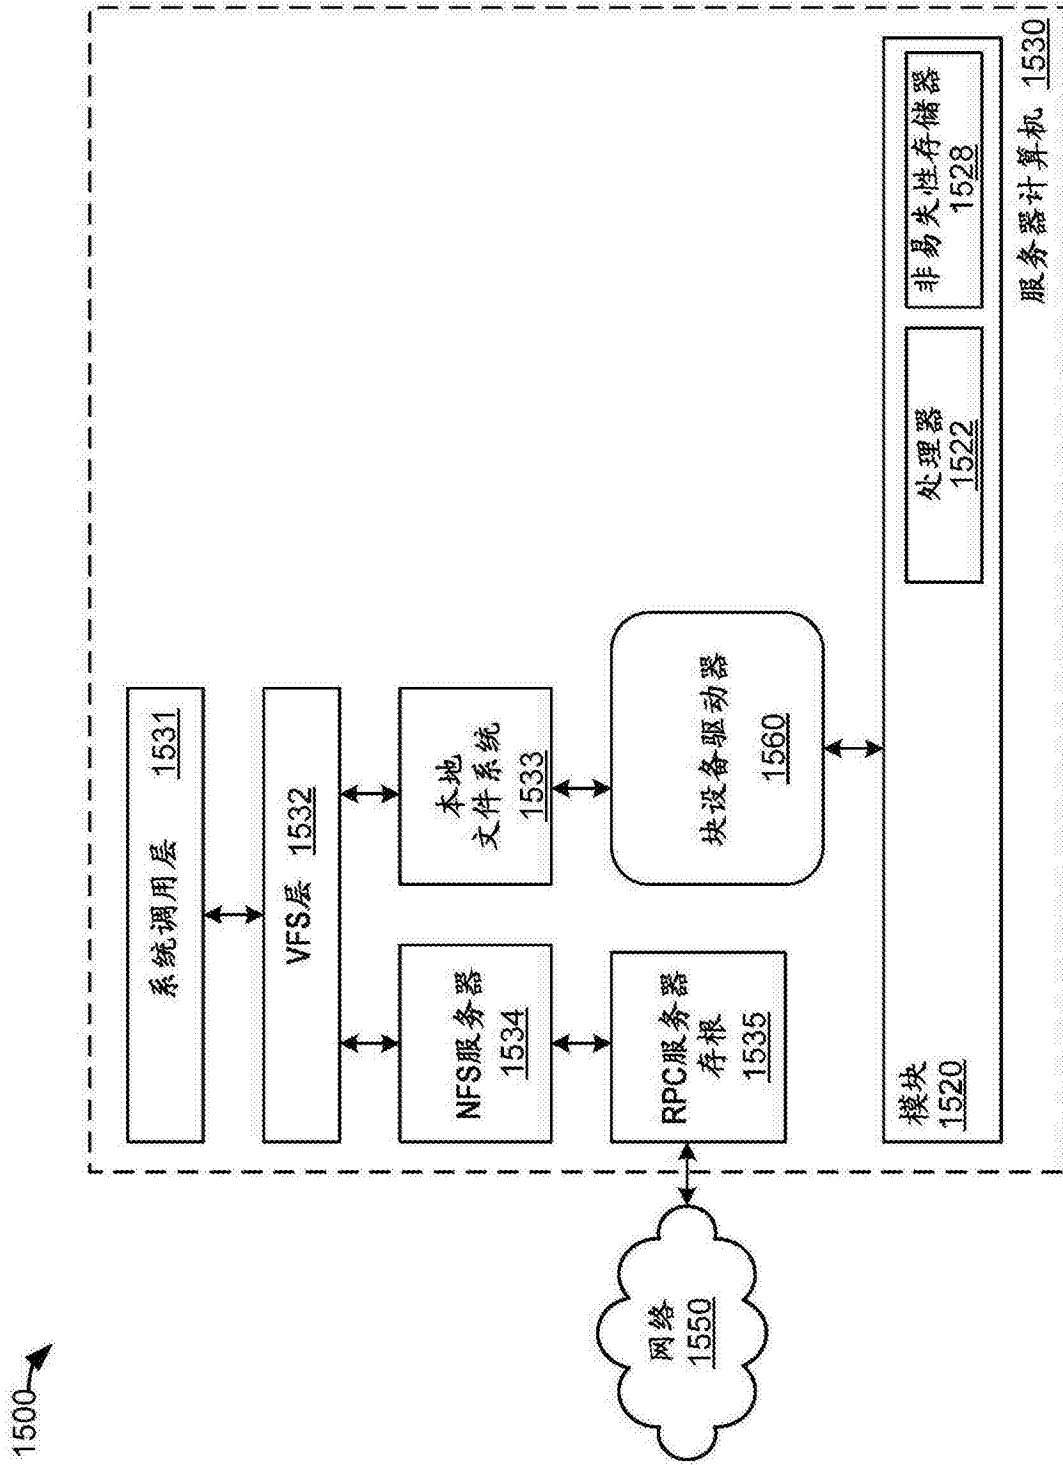 1500
系统调用层 1531
VFS层 1532
NFS服务器
1534
本地
文件系统
1533
RPC服务器
存根
1535
块设备驱动器
1560
网络
1550
模块
1520
处理器
1522
非易失性存储器
1528
服务器计算机 1530